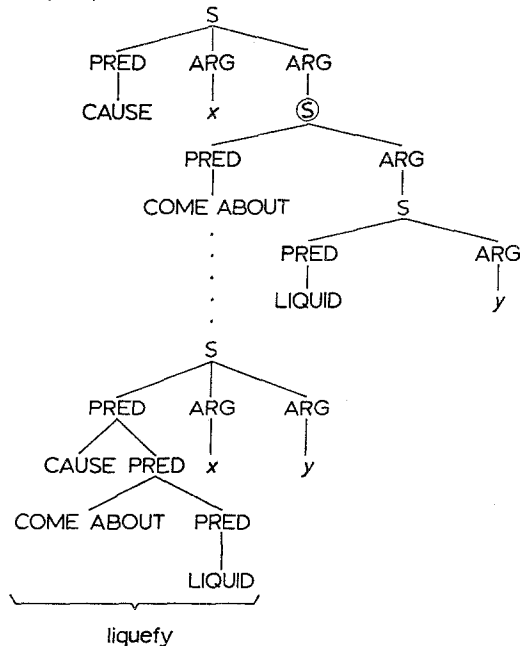 S
PRED ARG ARG
CAUSE x Ⓢ
PRED ARG
COME ABOUT S
PRED ARG
LIQUID y
S
PRED ARG ARG
CAUSE PRED x y
COME ABOUT PRED
LIQUID
liquefy